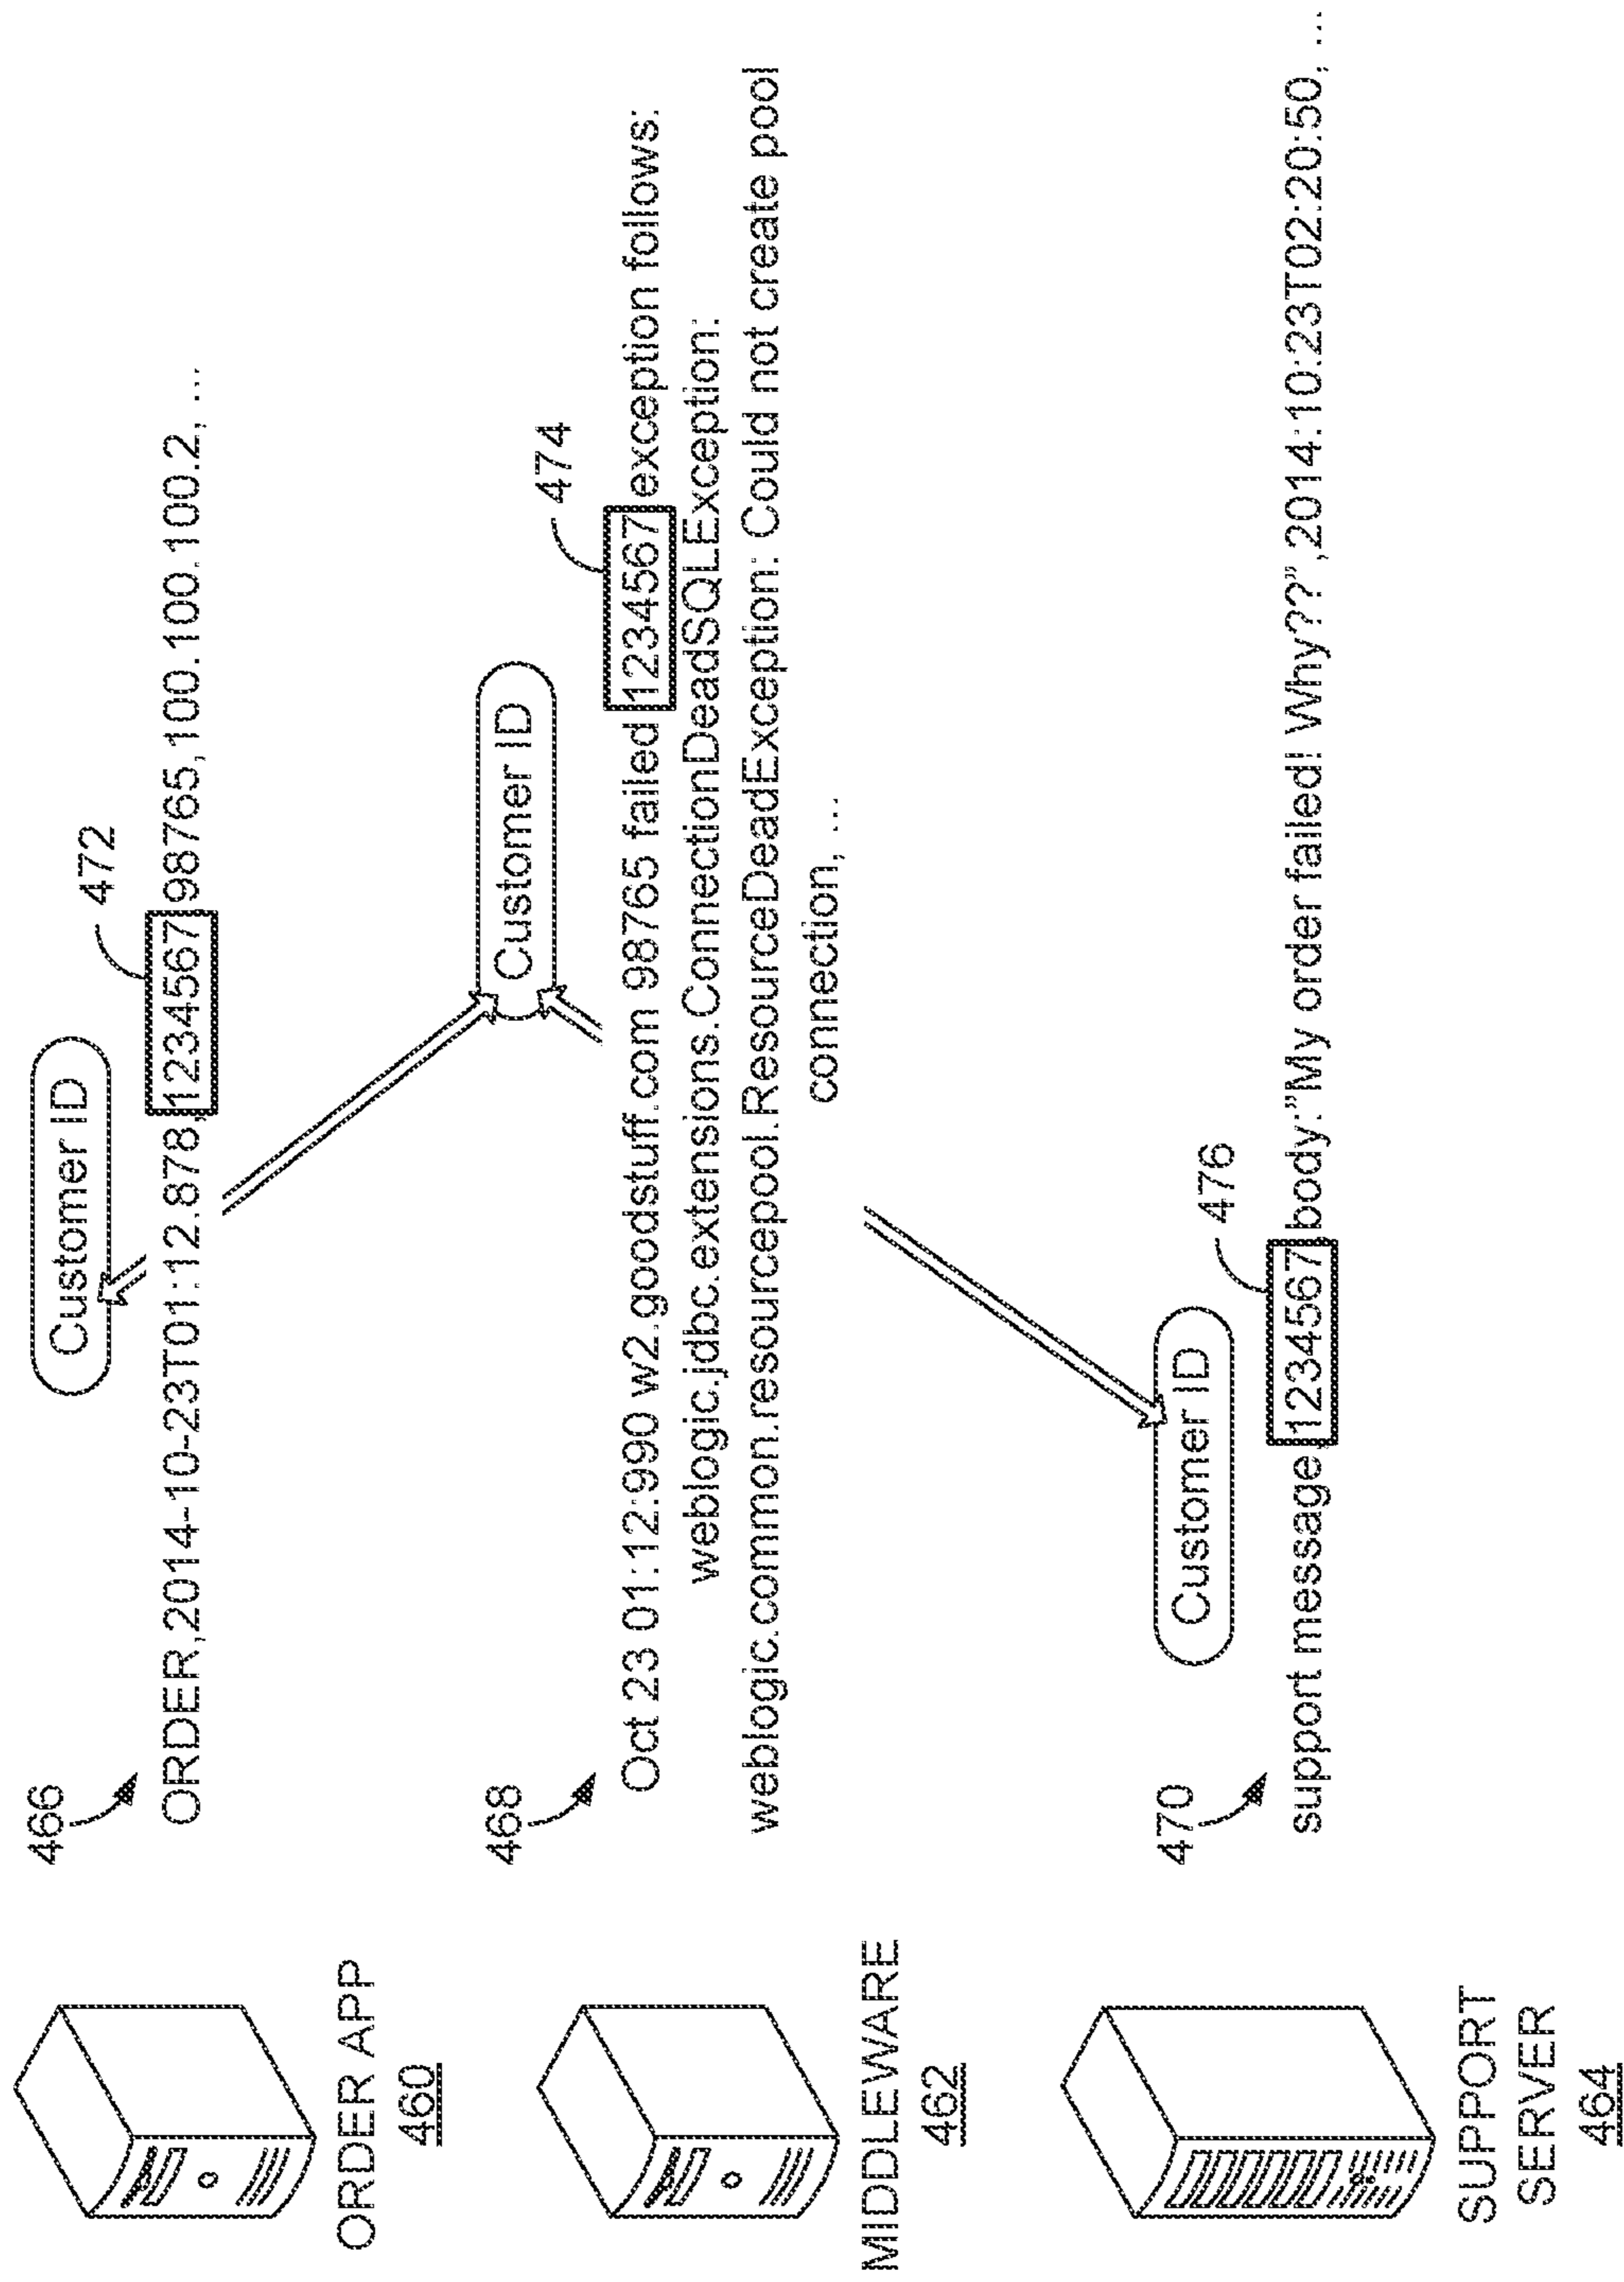 ORDER APP
460
466
Customer ID
472
ORDER,2014-10-23T01:12.878,1234567,98765,100.100.100.2, ...
MIDDLEWARE
462
468
Customer ID
474
Oct 23 01:12:990 w2.goodstuff.com 98765 failed 1234567 exception follows:
weblogic.jdbc.extensions.ConnectionDeadSQLException:
weblogic.common.resourcepool.ResourceDeadException: Could not create pool
connection, ...
SUPPORT
SERVER
464
470
Customer ID
476
support message,1234567,body:”My order failed! Why??”,2014:10:23T02:20:50, ...